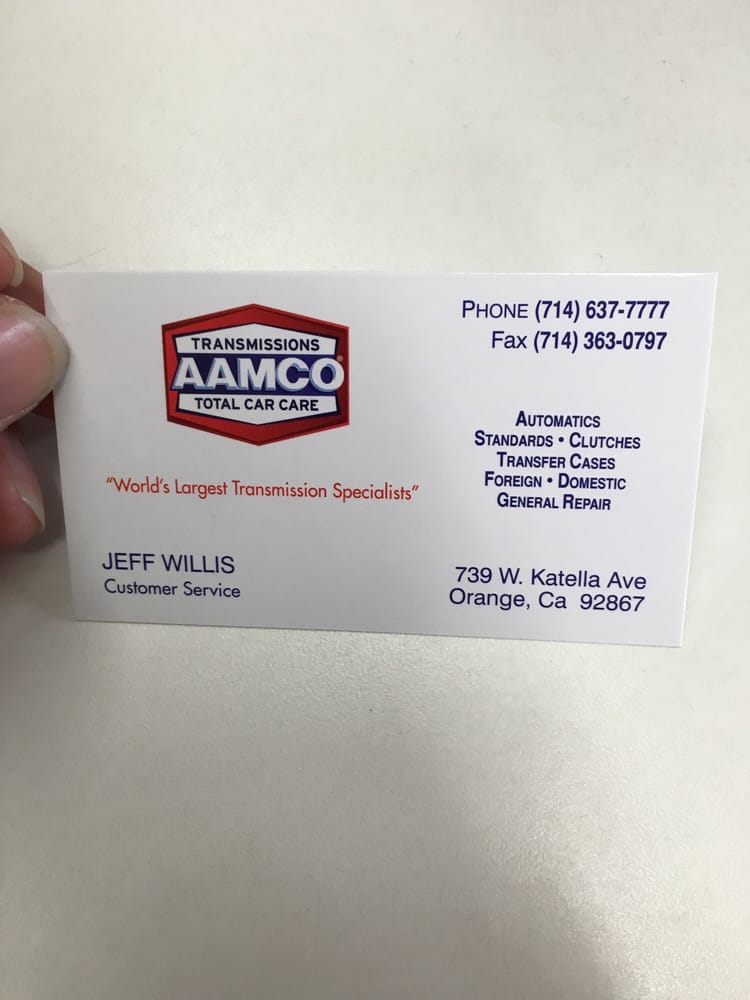 TRANSMISSIONS
AAMCO®
TOTAL CAR CARE
"World's Largest Transmission Specialists"
JEFF WILLIS
Customer Service
PHONE (714) 637-7777
Fax (714) 363-0797
AUTOMATICS
STANDARDS • CLUTCHES
TRANSFER CASES
FOREIGN • DOMESTIC
GENERAL REPAIR
739 W. Katella Ave
Orange, Ca 92867